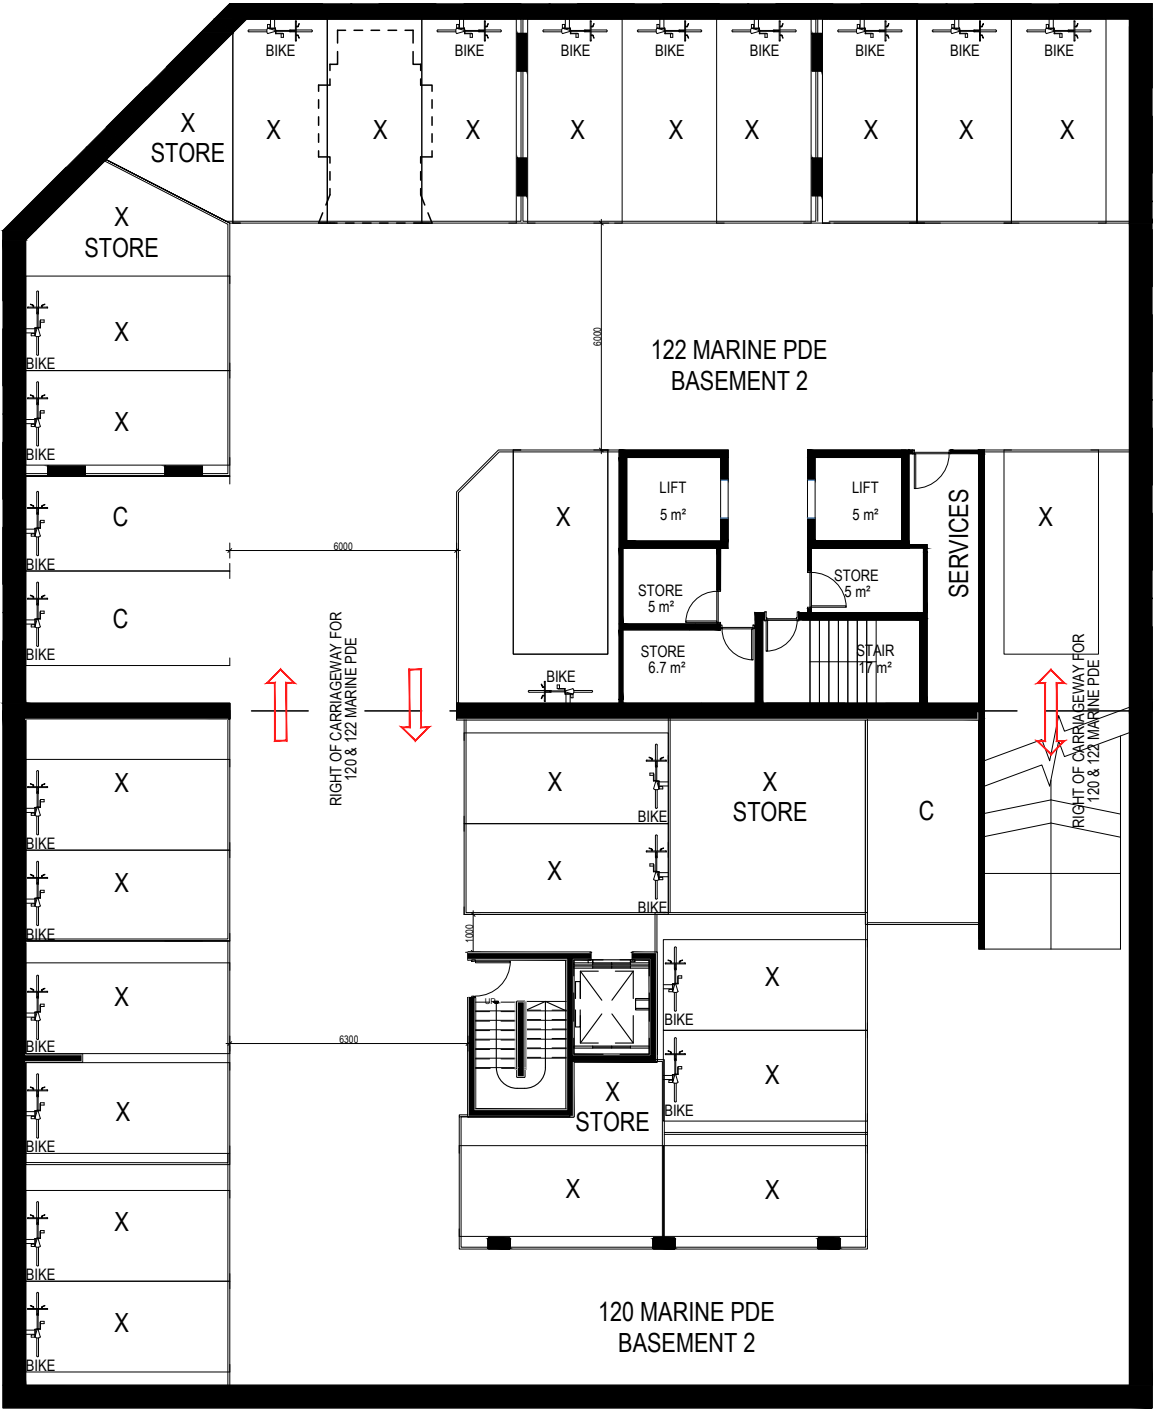 BIKE
BIKE
BIKE
BIKE
BIKE
BIKE
BIKE
BIKE
X
STORE
X
X
X
X
X
X
X
X
X
X
STORE
X
BIKE
X
BIKE
6000
122 MARINE PDE
BASEMENT 2
C
BIKE
C
BIKE
6000
X
BIKE
LIFT
5 m²
LIFT
5 m²
STORE
5 m²
STORE
5 m²
STORE
6.7 m²
STAIR
17 m²
SERVICES
X
RIGHT OF CARRIAGEWAY FOR
120 & 122 MARINE PDE
RIGHT OF CARRIAGEWAY FOR
120 & 122 MARINE PDE
X
BIKE
X
BIKE
X
BIKE
X
BIKE
X
STORE
C
1000
UP
X
BIKE
X
BIKE
6300
X
BIKE
X
BIKE
X
STORE
X
X
X
BIKE
X
BIKE
120 MARINE PDE
BASEMENT 2